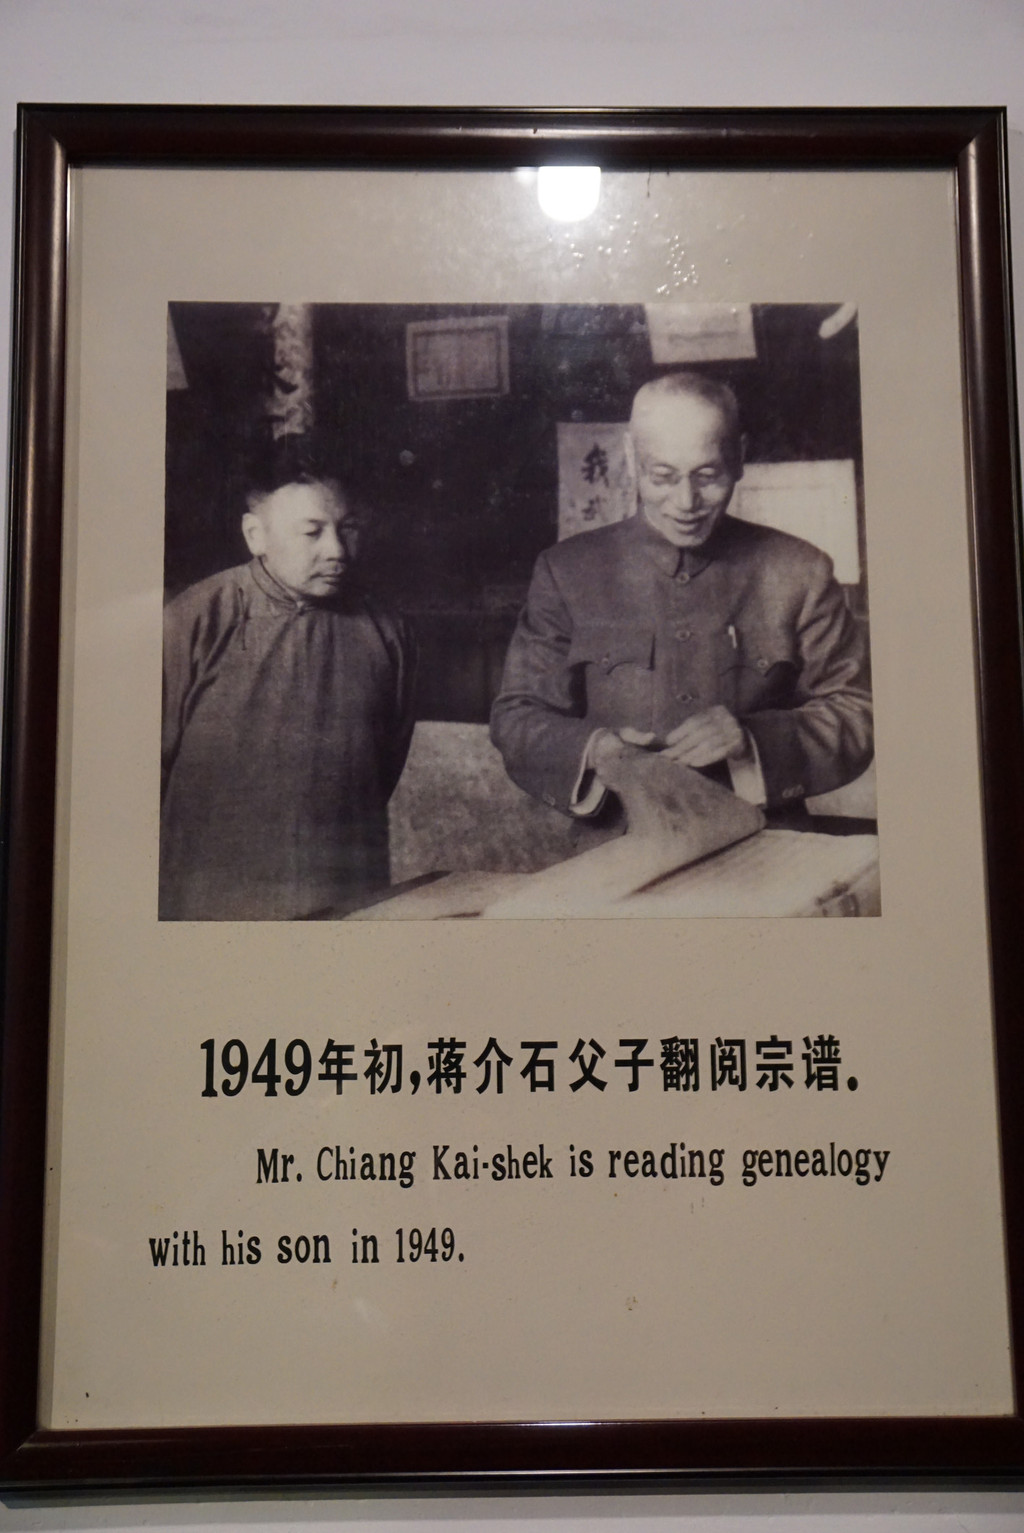 我
1949年初,蒋介石父子翻阅宗谱.
Mr. Chiang Kai-shek is reading genealogy
with his son in 1949.